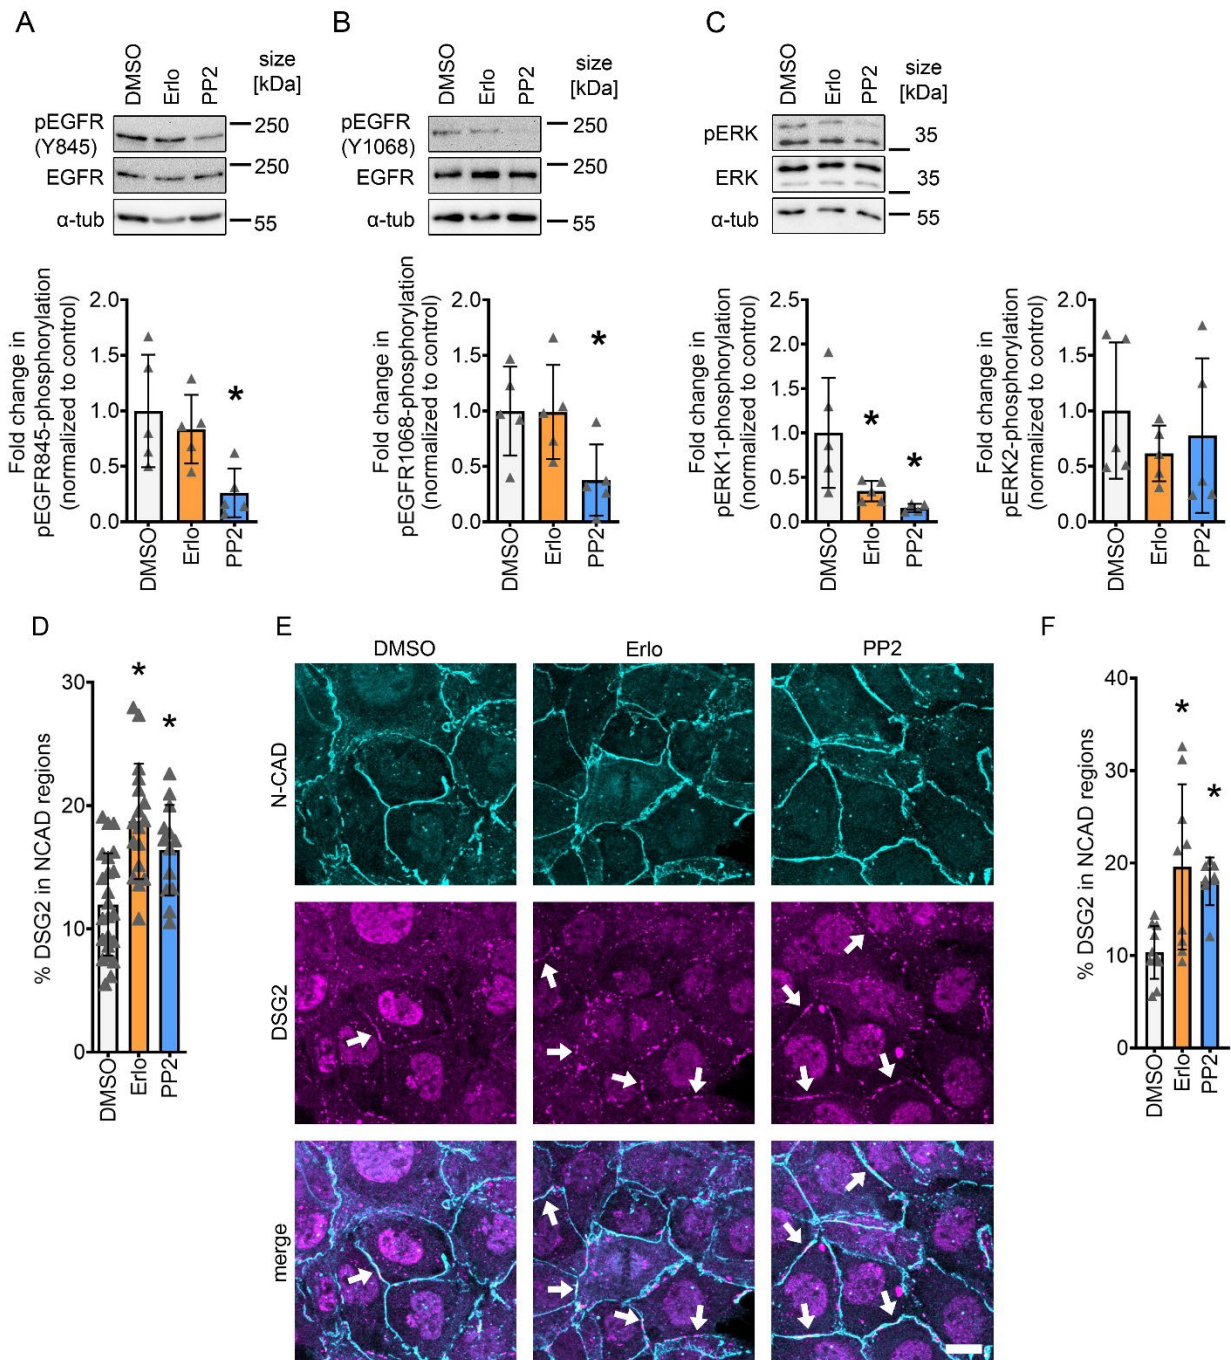 A
DMSO
Erlo
PP2
size
[kDa]
pEGFR
(Y845)
250
EGFR
250
α-tub
55
Fold change in
pEGFR845-phosphorylation
(normalized to control)
2.0
1.5
1.0
0.5
0.0
*
DMSO
Erlo
PP2
B
DMSO
Erlo
PP2
size
[kDa]
pEGFR
(Y1068)
250
EGFR
250
α-tub
55
Fold change in
pEGFR1068-phosphorylation
(normalized to control)
2.0
1.5
1.0
0.5
0.0
*
DMSO
Erlo
PP2
C
DMSO
Erlo
PP2
size
[kDa]
pERK
35
ERK
35
α-tub
55
Fold change in
pERK1-phosphorylation
(normalized to control)
2.5
2.0
1.5
1.0
0.5
0.0
*
*
DMSO
Erlo
PP2
Fold change in
pERK2-phosphorylation
(normalized to control)
2.0
1.5
1.0
0.5
0.0
DMSO
Erlo
PP2
D
% DSG2 in NCAD regions
30
20
10
0
*
*
DMSO
Erlo
PP2
E
DMSO
Erlo
PP2
N-CAD
DSG2
merge
F
% DSG2 in NCAD regions
40
30
20
10
0
*
*
DMSO
Erlo
PP2